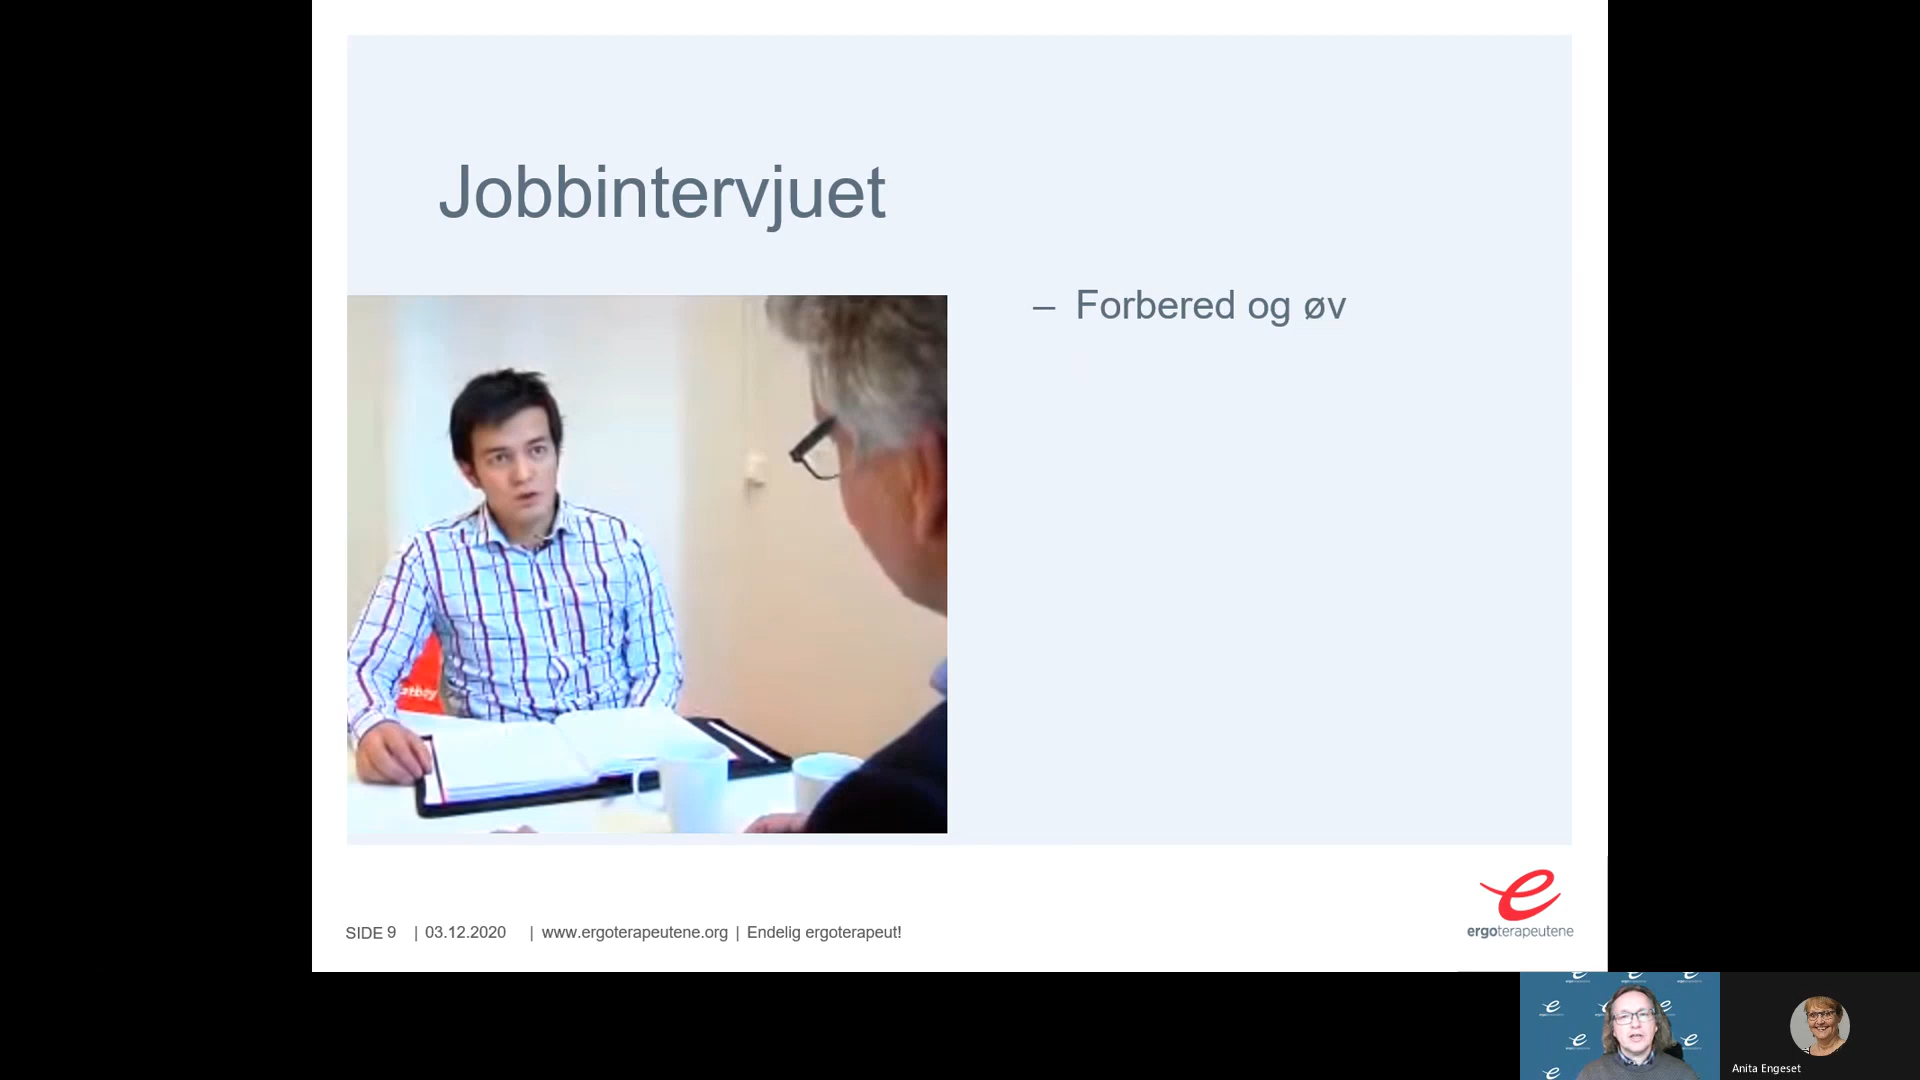 Jobbintervjuet
– Forbered og øv
SIDE 9 | 03.12.2020 | www.ergoterapeutene.org | Endelig ergoterapeut!
ergoterapeutene
Anita Engeset